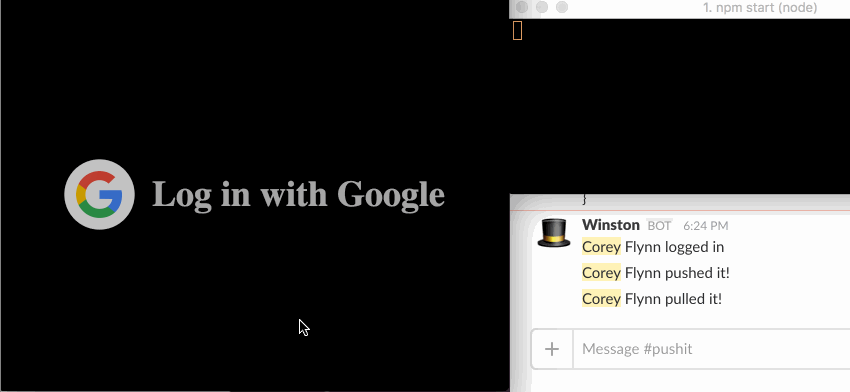 1. npm start (node)
Log in with Google
}
Winston BOT 6:24 PM
Corey Flynn logged in
Corey Flynn pushed it!
Corey Flynn pulled it!
Message #pushit